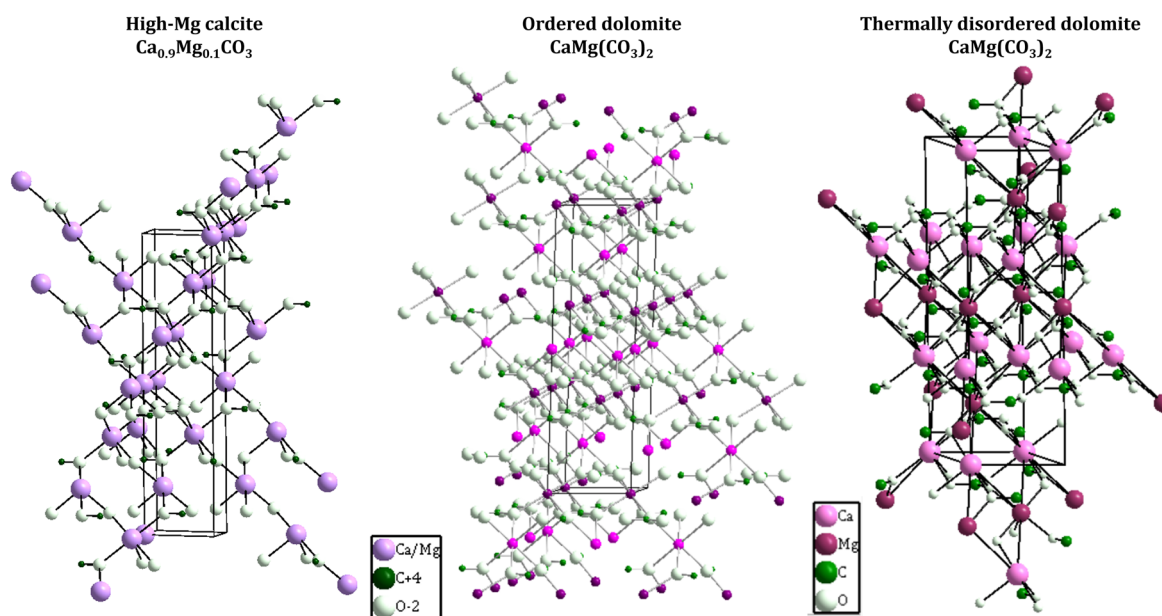 High-Mg calcite
Ca₀.₉Mg₀.₁CO₃
Ordered dolomite
CaMg(CO₃)₂
Thermally disordered dolomite
CaMg(CO₃)₂
Ca/Mg
C+4
O-2
Ca
Mg
C
O